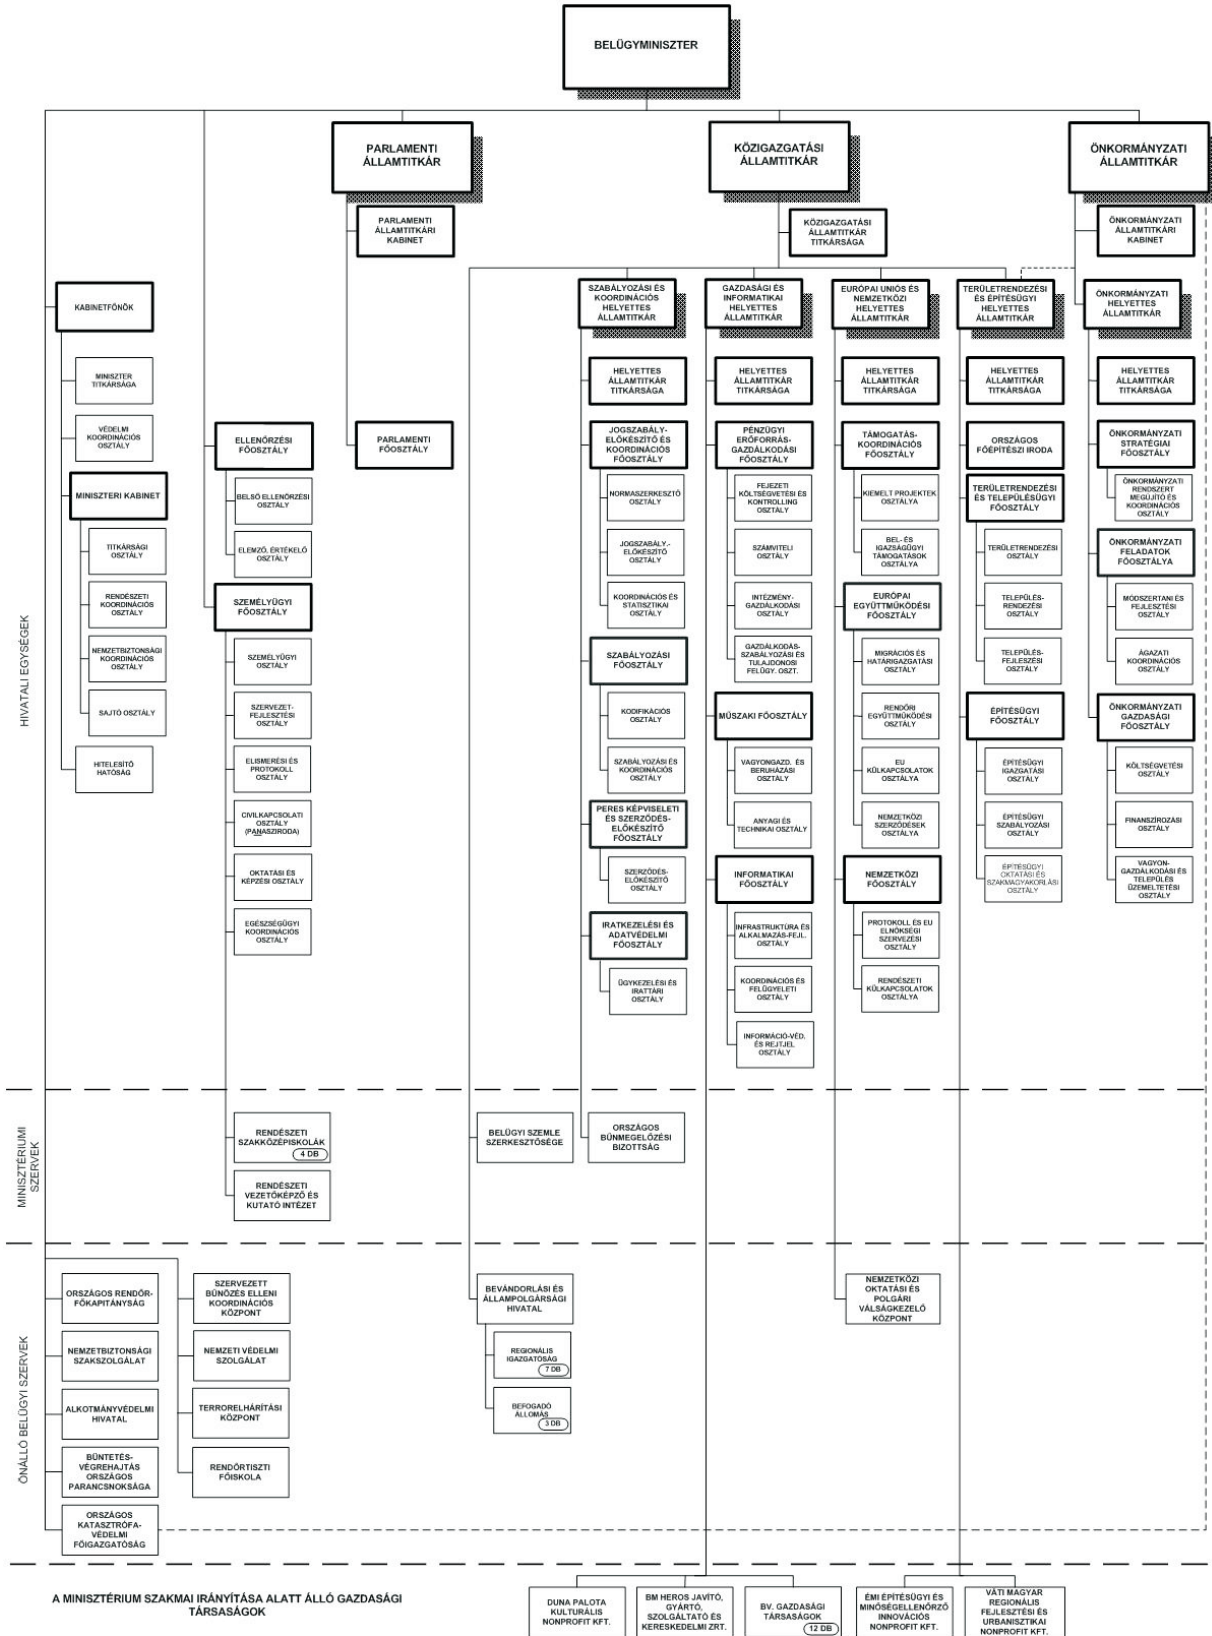 BELÜGYMINISZTER
PARLAMENTI
ÁLLAMTITKÁR
KÖZIGAZGATÁSI
ÁLLAMTITKÁR
ÖNKORMÁNYZATI
ÁLLAMTITKÁR
PARLAMENTI
ÁLLAMTITKÁRI
KABINET
KÖZIGAZGATÁSI
ÁLLAMTITKÁR
TITKÁRSÁGA
ÖNKORMÁNYZATI
ÁLLAMTITKÁRI
KABINET
HIVATALI EGYSÉGEK
KABINETFŐNÖK
MINISZTER
TITKÁRSÁGA
VÉDELMI
KOORDINÁCIÓS
OSZTÁLY
MINISZTERI KABINET
TITKÁRSÁGI
OSZTÁLY
RENDÉSZETI
KOORDINÁCIÓS
OSZTÁLY
NEMZETBIZTONSÁGI
KOORDINÁCIÓS
OSZTÁLY
SAJTÓ OSZTÁLY
HITELESÍTŐ
HATÓSÁG
ELLENŐRZÉSI
FŐOSZTÁLY
BELSŐ ELLENŐRZÉSI
OSZTÁLY
ELEMZŐ, ÉRTÉKELŐ
OSZTÁLY
SZEMÉLYÜGYI
FŐOSZTÁLY
SZEMÉLYÜGYI
OSZTÁLY
SZERVEZET-
FEJLESZTÉSI
OSZTÁLY
ELISMERÉSI ÉS
PROTOKOLL
OSZTÁLY
CIVILKAPCSOLATI
OSZTÁLY
(PANASZIRODA)
OKTATÁSI ÉS
KÉPZÉSI OSZTÁLY
EGÉSZSÉGÜGYI
KOORDINÁCIÓS
OSZTÁLY
PARLAMENTI
FŐOSZTÁLY
SZABÁLYOZÁSI ÉS
KOORDINÁCIÓS
HELYETTES
ÁLLAMTITKÁR
HELYETTES
ÁLLAMTITKÁR
TITKÁRSÁGA
JOGSZABÁLY-
ELŐKÉSZÍTŐ ÉS
KOORDINÁCIÓS
FŐOSZTÁLY
NORMASZERKESZTŐ
OSZTÁLY
JOGSZABÁLY.-
ELŐKÉSZÍTŐ
OSZTÁLY
KOORDINÁCIÓS ÉS
STATISZTIKAI
OSZTÁLY
SZABÁLYOZÁSI
FŐOSZTÁLY
KODIFIKÁCIÓS
OSZTÁLY
SZABÁLYOZÁSI ÉS
KOORDINÁCIÓS
OSZTÁLY
PERES KÉPVISELETI
ÉS SZERZŐDÉS-
ELŐKÉSZÍTŐ
FŐOSZTÁLY
SZERZŐDÉS-
ELŐKÉSZÍTŐ
OSZTÁLY
IRATKEZELÉSI ÉS
ADATVÉDELMI
FŐOSZTÁLY
ÜGYKEZELÉSI ÉS
IRATTÁRI
OSZTÁLY
GAZDASÁGI ÉS
INFORMATIKAI
HELYETTES
ÁLLAMTITKÁR
HELYETTES
ÁLLAMTITKÁR
TITKÁRSÁGA
PÉNZÜGYI
ERŐFORRÁS-
GAZDÁLKODÁSI
FŐOSZTÁLY
FEJEZETI
KÖLTSÉGVETÉSI ÉS
KONTROLLING
OSZTÁLY
SZÁMVITELI
OSZTÁLY
INTÉZMÉNY-
GAZDÁLKODÁSI
OSZTÁLY
GAZDÁLKODÁS-
SZABÁLYOZÁSI ÉS
TULAJDONOSI
FELÜGY. OSZT.
MŰSZAKI FŐOSZTÁLY
VAGYONGAZD. ÉS
BERUHÁZÁSI
OSZTÁLY
ANYAGI ÉS
TECHNIKAI OSZTÁLY
INFORMATIKAI
FŐOSZTÁLY
INFRASTRUKTÚRA ÉS
ALKALMAZÁS-FEJL.
OSZTÁLY
KOORDINÁCIÓS ÉS
FELÜGYELETI
OSZTÁLY
INFORMÁCIÓ-VÉD.
ÉS REJTJEL
OSZTÁLY
EURÓPAI UNIÓS ÉS
NEMZETKÖZI
HELYETTES
ÁLLAMTITKÁR
HELYETTES
ÁLLAMTITKÁR
TITKÁRSÁGA
TÁMOGATÁS-
KOORDINÁCIÓS
FŐOSZTÁLY
KIEMELT PROJEKTEK
OSZTÁLYA
BEL- ÉS
IGAZSÁGÜGYI
TÁMOGATÁSOK
OSZTÁLYA
EURÓPAI
EGYÜTTMŰKÖDÉSI
FŐOSZTÁLY
MIGRÁCIÓS ÉS
HATÁRIGAZGATÁSI
OSZTÁLY
RENDŐRI
EGYÜTTMŰKÖDÉSI
OSZTÁLY
EU
KÜLKAPCSOLATOK
OSZTÁLYA
NEMZETKÖZI
SZERZŐDÉSEK
OSZTÁLYA
NEMZETKÖZI
FŐOSZTÁLY
PROTOKOLL ÉS EU
ELNÖKSÉGI
SZERVEZÉSI
OSZTÁLY
RENDÉSZETI
KÜLKAPCSOLATOK
OSZTÁLYA
TERÜLETRENDEZÉSI
ÉS ÉPÍTÉSÜGYI
HELYETTES
ÁLLAMTITKÁR
HELYETTES
ÁLLAMTITKÁR
TITKÁRSÁGA
ORSZÁGOS
FŐÉPÍTÉSZI IRODA
TERÜLETRENDEZÉSI
ÉS TELEPÜLÉSÜGYI
FŐOSZTÁLY
TERÜLETRENDEZÉSI
OSZTÁLY
TELEPÜLÉS-
RENDEZÉSI
OSZTÁLY
TELEPÜLÉS-
FEJLESZÉSI
OSZTÁLY
ÉPÍTÉSÜGYI
FŐOSZTÁLY
ÉPÍTÉSÜGYI
IGAZGATÁSI
OSZTÁLY
ÉPÍTÉSÜGYI
SZABÁLYOZÁSI
OSZTÁLY
ÉPÍTÉSÜGYI
OKTATÁSI ÉS
SZAKMAGYAKORLÁSI
OSZTÁLY
ÖNKORMÁNYZATI
HELYETTES
ÁLLAMTITKÁR
HELYETTES
ÁLLAMTITKÁR
TITKÁRSÁGA
ÖNKORMÁNYZATI
STRATÉGIAI
FŐOSZTÁLY
ÖNKORMÁNYZATI
RENDSZERT
MEGÚJÍTÓ ÉS
KOORDINÁCIÓS
OSZTÁLY
ÖNKORMÁNYZATI
FELADATOK
FŐOSZTÁLYA
MÓDSZERTANI ÉS
FEJLESZTÉSI
OSZTÁLY
ÁGAZATI
KOORDINÁCIÓS
OSZTÁLY
ÖNKORMÁNYZATI
GAZDASÁGI
FŐOSZTÁLY
KÖLTSÉGVETÉSI
OSZTÁLY
FINANSZÍROZÁSI
OSZTÁLY
VAGYON-
GAZDÁLKODÁSI ÉS
TELEPÜLÉS
ÜZEMELTETÉSI
OSZTÁLY
MINISZTÉRIUMI
SZERVEK
RENDÉSZETI
SZAKKÖZÉPISKOLÁK
4 DB
RENDÉSZETI
VEZETŐKÉPZŐ ÉS
KUTATÓ INTÉZET
BELÜGYI SZEMLE
SZERKESZTŐSÉGE
ORSZÁGOS
BŰNMEGELŐZÉSI
BIZOTTSÁG
ÖNÁLLÓ BELÜGYI SZERVEK
ORSZÁGOS RENDŐR-
FŐKAPITÁNYSÁG
NEMZETBIZTONSÁGI
SZAKSZOLGÁLAT
ALKOTMÁNYVÉDELMI
HIVATAL
BÜNTETÉS-
VÉGREHAJTÁS
ORSZÁGOS
PARANCSNOKSÁGA
ORSZÁGOS
KATASZTRÓFA-
VÉDELMI
FŐIGAZGATÓSÁG
SZERVEZETT
BŰNÖZÉS ELLENI
KOORDINÁCIÓS
KÖZPONT
NEMZETI VÉDELMI
SZOLGÁLAT
TERRORELHÁRÍTÁSI
KÖZPONT
RENDŐRTISZTI
FŐISKOLA
BEVÁNDORLÁSI ÉS
ÁLLAMPOLGÁRSÁGI
HIVATAL
REGIONÁLIS
IGAZGATÓSÁG
7 DB
BEFOGADÓ
ÁLLOMÁS
3 DB
NEMZETKÖZI
OKTATÁSI ÉS
POLGÁRI
VÁLSÁGKEZELŐ
KÖZPONT
A MINISZTÉRIUM SZAKMAI IRÁNYÍTÁSA ALATT ÁLLÓ GAZDASÁGI
TÁRSASÁGOK
DUNA PALOTA
KULTURÁLIS
NONPROFIT KFT.
BM HEROS JAVÍTÓ,
GYÁRTÓ,
SZOLGÁLTATÓ ÉS
KERESKEDELMI ZRT.
BV. GAZDASÁGI
TÁRSASÁGOK
12 DB
ÉMI ÉPÍTÉSÜGYI ÉS
MINŐSÉGELLENŐRZŐ
INNOVÁCIÓS
NONPROFIT KFT.
VÁTI MAGYAR
REGIONÁLIS
FEJLESZTÉSI ÉS
URBANISZTIKAI
NONPROFIT KFT.